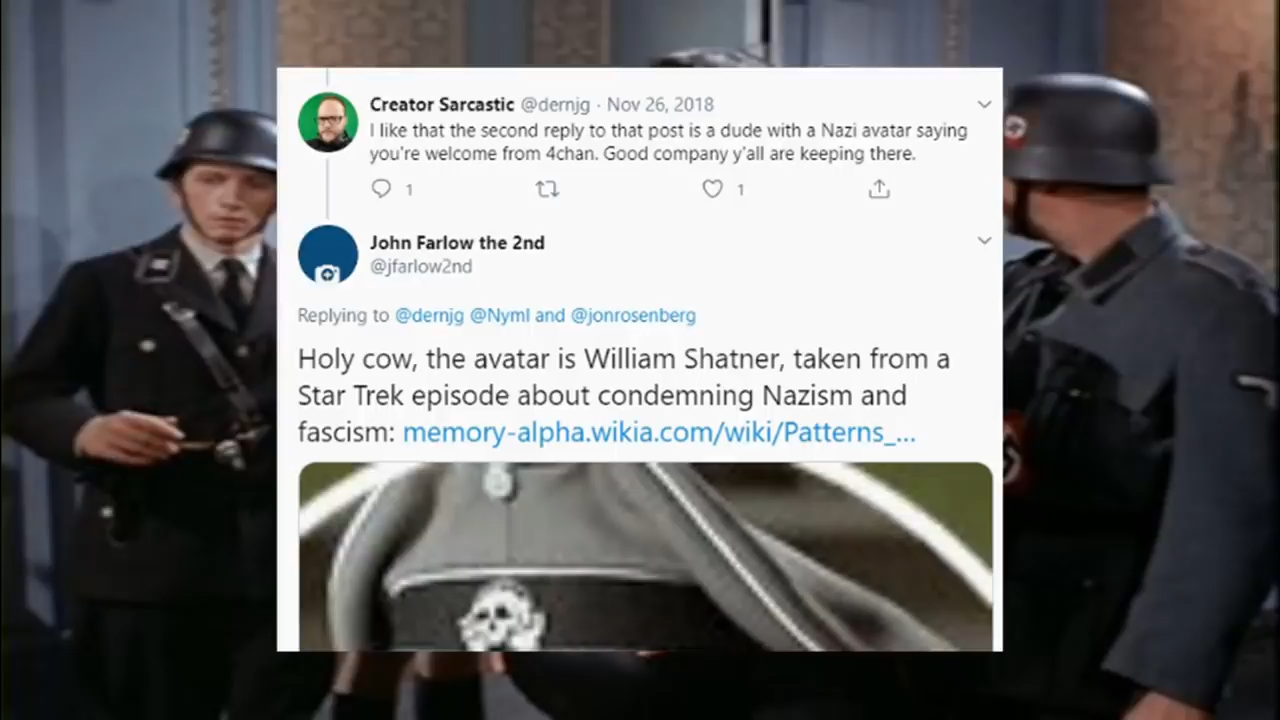 Creator Sarcastic @dernjg · Nov 26, 2018
I like that the second reply to that post is a dude with a Nazi avatar saying
you're welcome from 4chan. Good company y'all are keeping there.
1 1
John Farlow the 2nd
@jfarlow2nd
Replying to @dernjg @Nyml and @jonrosenberg
Holy cow, the avatar is William Shatner, taken from a
Star Trek episode about condemning Nazism and
fascism: memory-alpha.wikia.com/wiki/Patterns_...